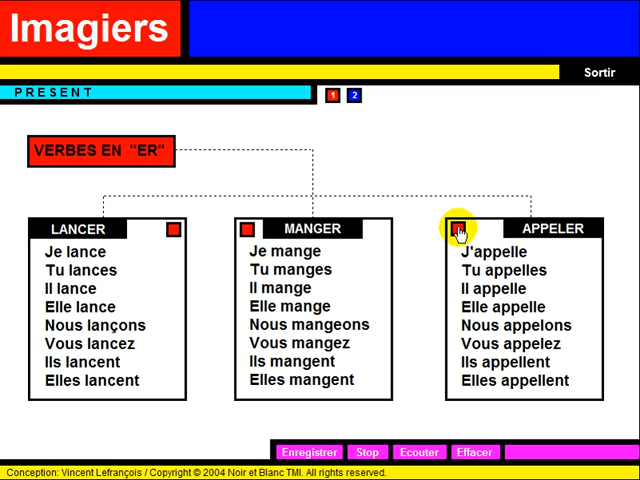 Imagiers
Sortir
PRESENT
1 2
VERBES EN "ER"
LANCER
Je lance
Tu lances
Il lance
Elle lance
Nous lançons
Vous lancez
Ils lancent
Elles lancent
MANGER
Je mange
Tu manges
Il mange
Elle mange
Nous mangeons
Vous mangez
Ils mangent
Elles mangent
APPELER
J'appelle
Tu appelles
Il appelle
Elle appelle
Nous appelons
Vous appelez
Ils appellent
Elles appellent
Enregistrer Stop Ecouter Effacer
Conception: Vincent Lefrançois / Copyright © 2004 Noir et Blanc TMI. All rights reserved.